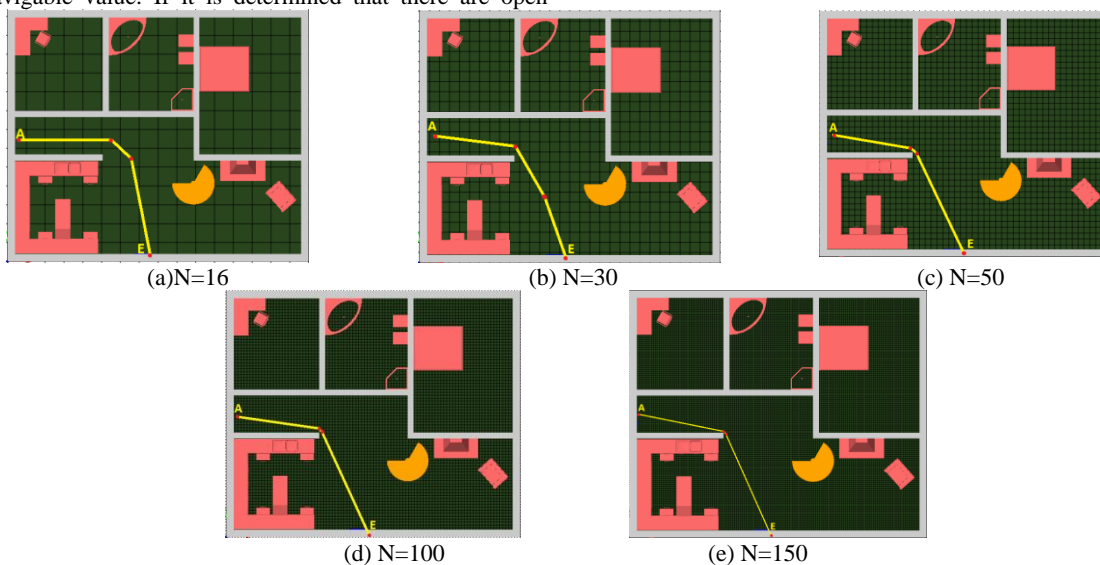 vigable value. If it is determined that there are open
A
E
A
E
A
E
(a)N=16
(b) N=30
(c) N=50
A
E
A
E
(d) N=100
(e) N=150